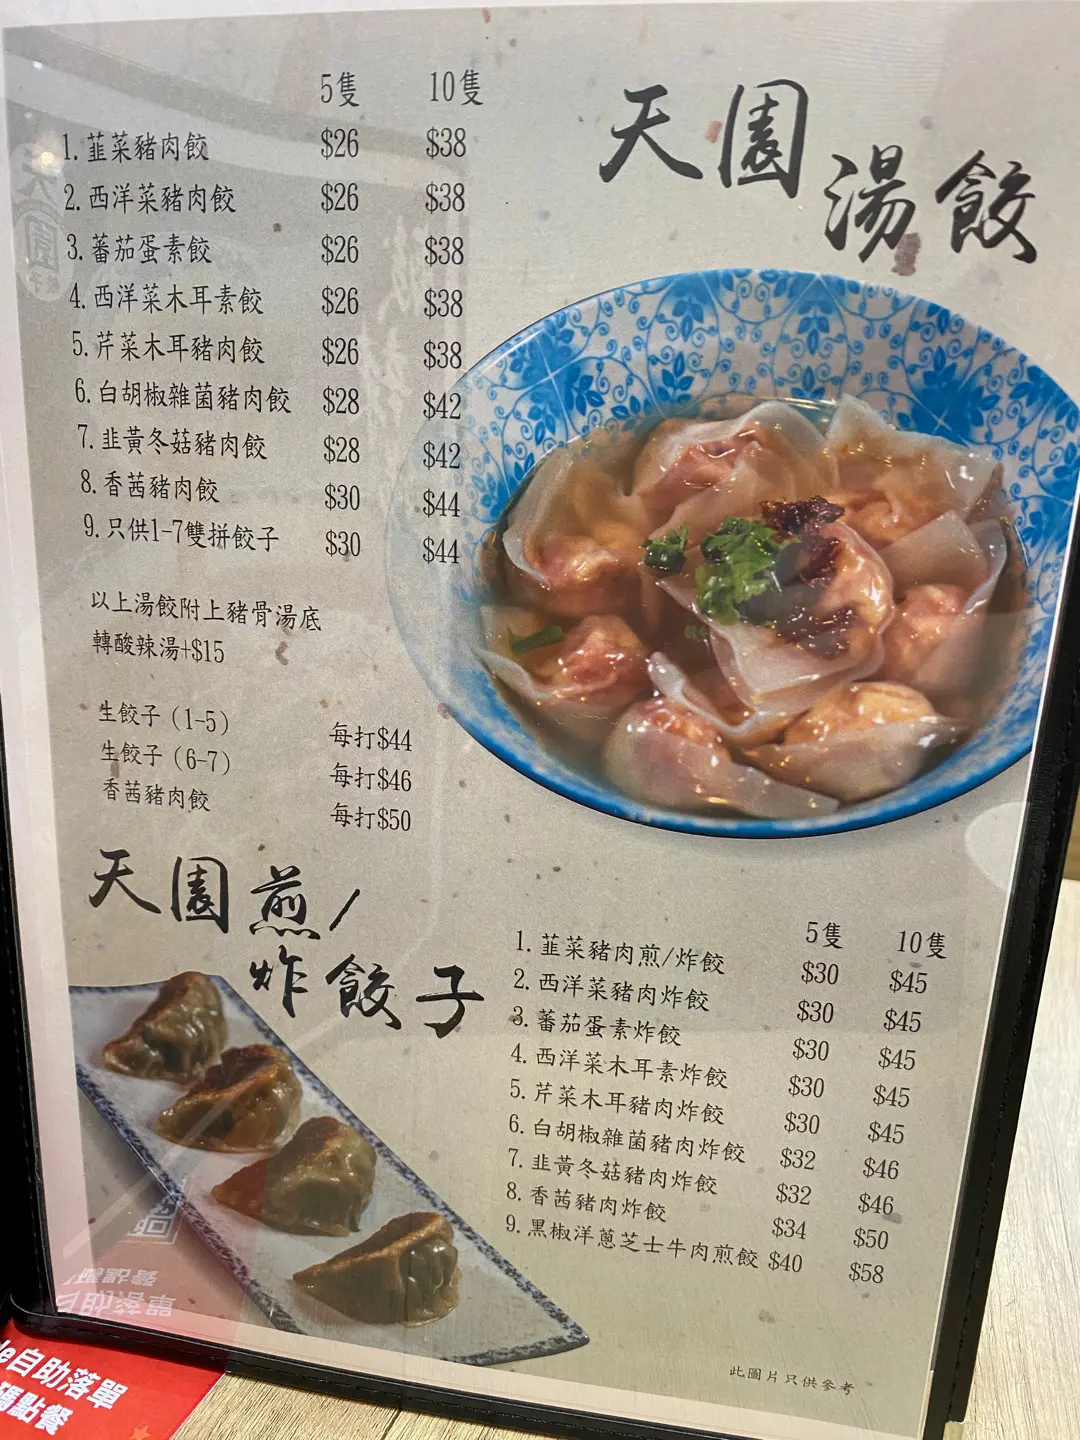 天園
湯餃
5隻 10隻
1. 韮菜豬肉餃 $26 $38
2. 西洋菜豬肉餃 $26 $38
3. 蕃茄蛋素餃 $26 $38
4. 西洋菜木耳素餃 $26 $38
5. 芹菜木耳豬肉餃 $26 $38
6. 白胡椒雜菌豬肉餃 $28 $42
7. 韭黃冬菇豬肉餃 $28 $42
8. 香茜豬肉餃 $30 $44
9. 只供1-7雙拼餃子 $30 $44
以上湯餃附上豬骨湯底
轉酸辣湯+$15
生餃子 (1-5) 每打$44
生餃子 (6-7) 每打$46
香茜豬肉餃 每打$50
天園煎/
炸餃子
5隻 10隻
1. 韮菜豬肉煎/炸餃 $30 $45
2. 西洋菜豬肉炸餃 $30 $45
3. 蕃茄蛋素炸餃 $30 $45
4. 西洋菜木耳素炸餃 $30 $45
5. 芹菜木耳豬肉炸餃 $30 $45
6. 白胡椒雜菌豬肉炸餃 $32 $46
7. 韭黃冬菇豬肉炸餃 $32 $46
8. 香茜豬肉炸餃 $34 $50
9. 黑椒洋蔥芝士牛肉煎餃 $40 $58
此圖片只供參考
自助落單
點餐